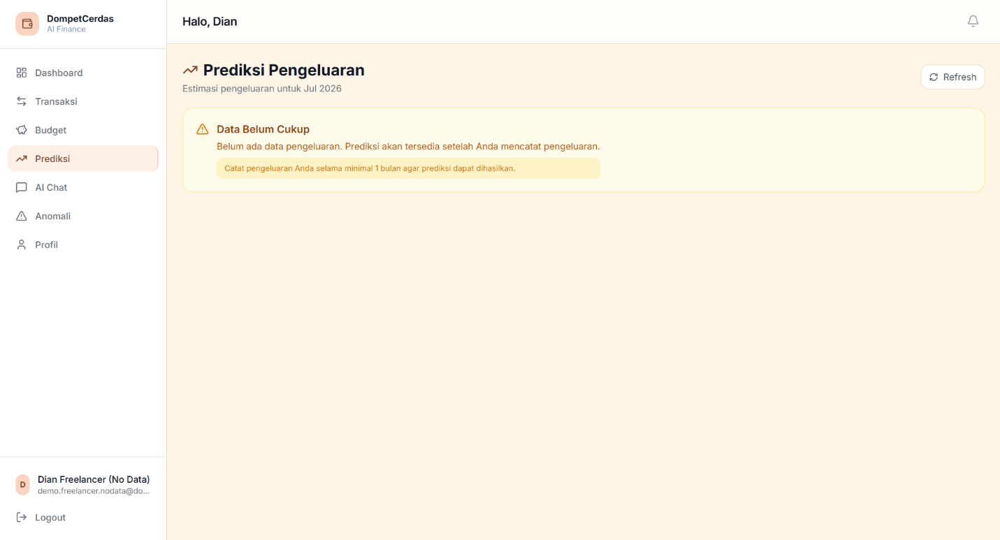 DompetCerdas
AI Finance
Dashboard
Transaksi
Budget
Prediksi
AI Chat
Anomali
Profil
D
Dian Freelancer (No Data)
demo.freelancer.nodata@do...
Logout
Halo, Dian
Prediksi Pengeluaran
Estimasi pengeluaran untuk Jul 2026
Refresh
Data Belum Cukup
Belum ada data pengeluaran. Prediksi akan tersedia setelah Anda mencatat pengeluaran.
Catat pengeluaran Anda selama minimal 1 bulan agar prediksi dapat dihasilkan.